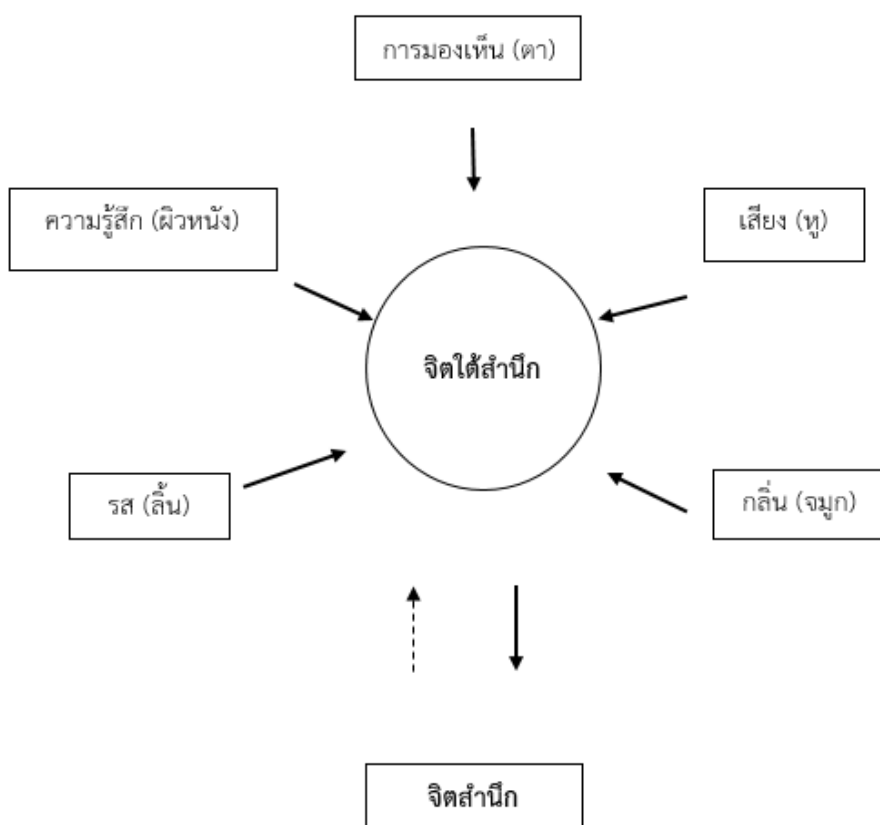 การมองเห็น (ตา)
ความรู้สึก (ผิวหนัง)
เสียง (หู)
จิตใต้สำนึก
รส (ลิ้น)
กลิ่น (จมูก)
จิตสำนึก